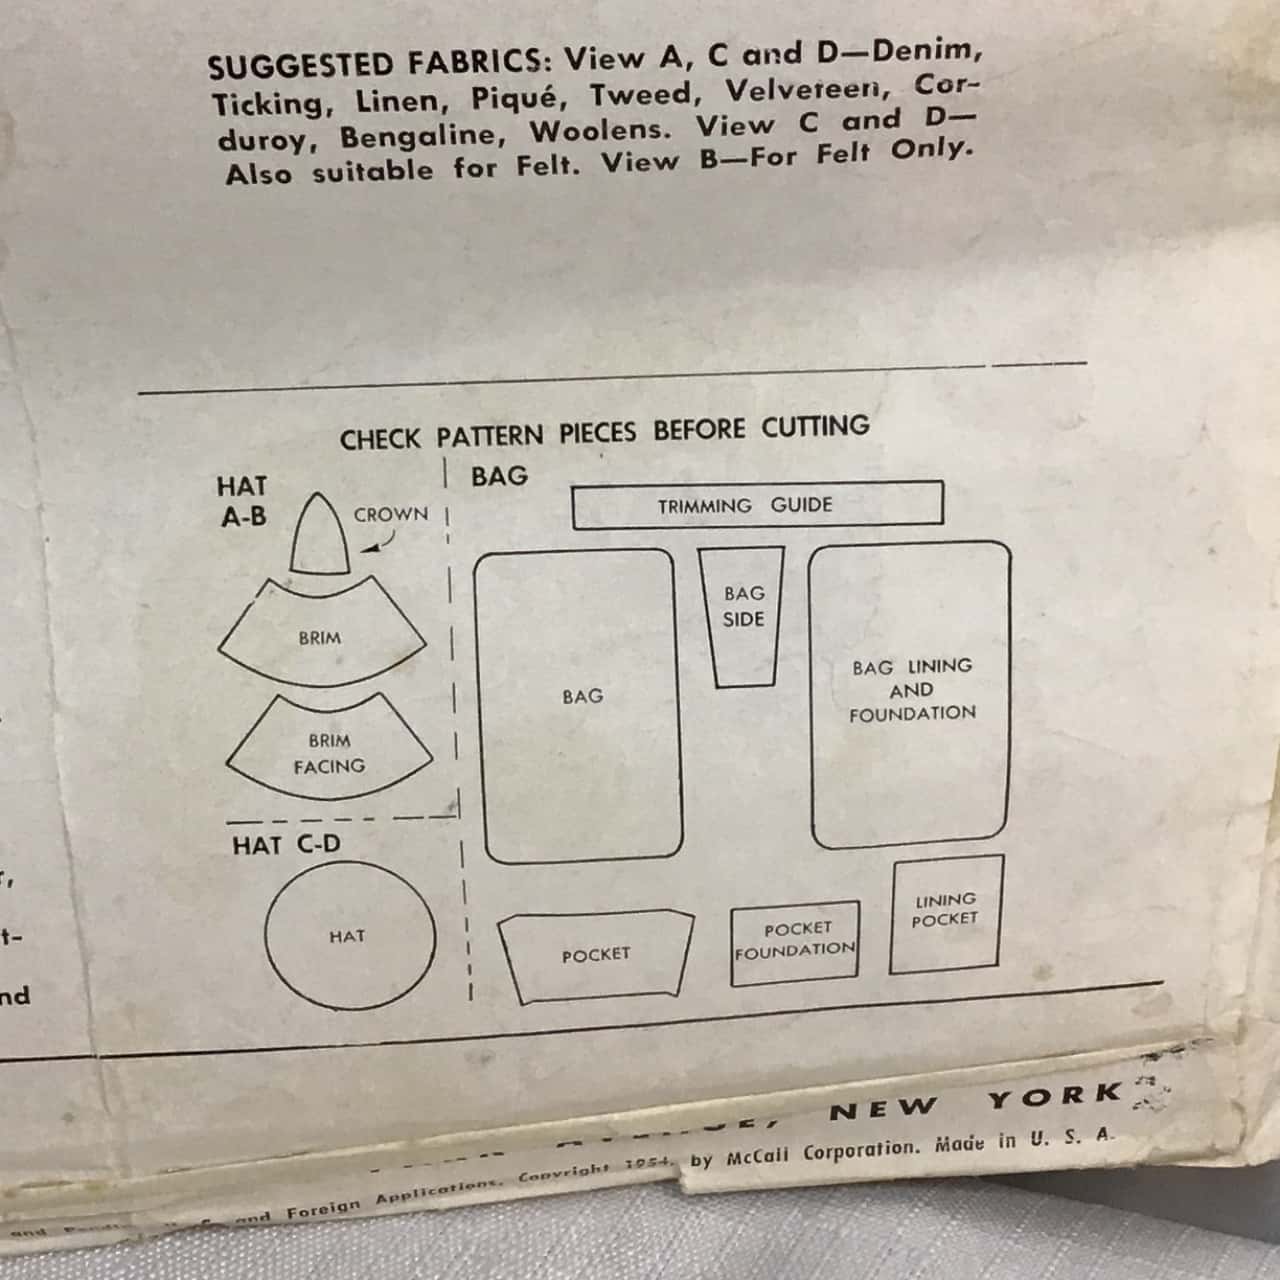 SUGGESTED FABRICS: View A, C and D—Denim,
Ticking, Linen, Piqué, Tweed, Velveteen, Cor-
duroy, Bengaline, Woolens. View C and D—
Also suitable for Felt. View B—For Felt Only.
CHECK PATTERN PIECES BEFORE CUTTING
HAT
A-B
CROWN
BRIM
BRIM
FACING
HAT C-D
HAT
BAG
TRIMMING GUIDE
BAG
BAG
SIDE
BAG LINING
AND
FOUNDATION
POCKET
POCKET
FOUNDATION
LINING
POCKET
t-
nd
NEW YORK
and Foreign Applications. Copyright 1954, by McCall Corporation. Made in U. S. A.